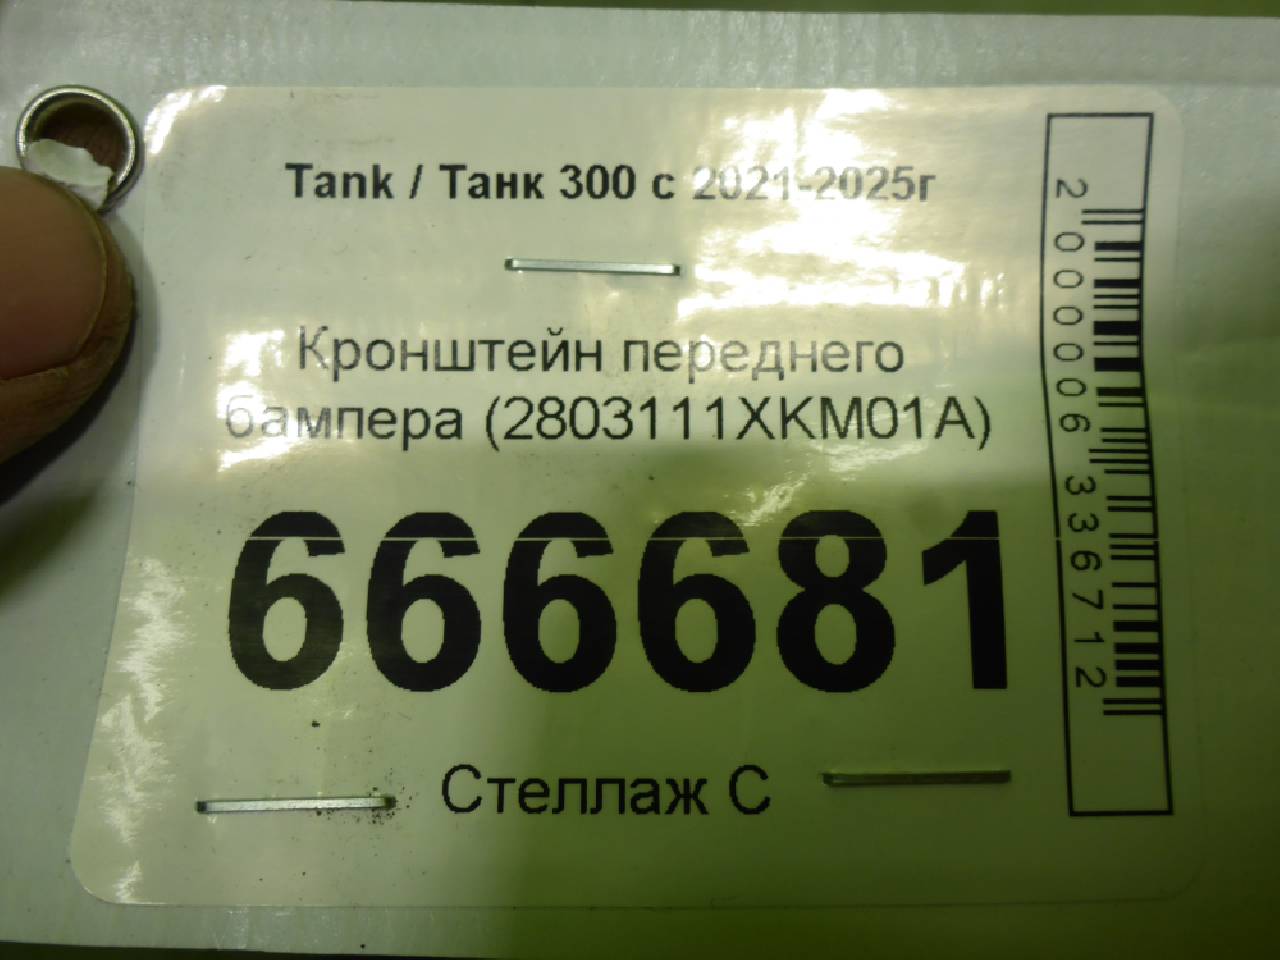 Tank / Танк 300 с 2021-2025г
Кронштейн переднего
бампера (2803111XKM01A)
666681
Стеллаж С
2000006336712